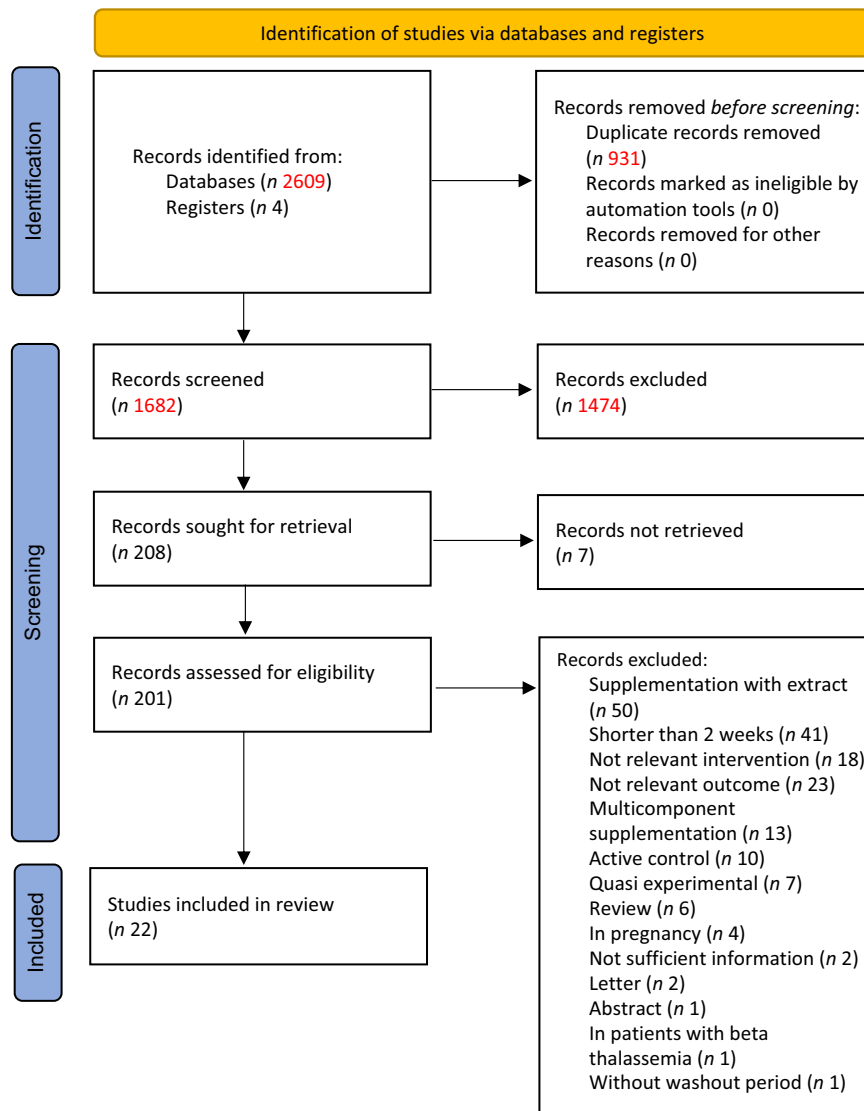 Identification of studies via databases and registers
Identification
Records identified from:
Databases (n 2609)
Registers (n 4)
Records removed before screening:
Duplicate records removed
(n 931)
Records marked as ineligible by
automation tools (n 0)
Records removed for other
reasons (n 0)
Screening
Records screened
(n 1682)
Records excluded
(n 1474)
Records sought for retrieval
(n 208)
Records not retrieved
(n 7)
Records assessed for eligibility
(n 201)
Records excluded:
Supplementation with extract
(n 50)
Shorter than 2 weeks (n 41)
Not relevant intervention (n 18)
Not relevant outcome (n 23)
Multicomponent
supplementation (n 13)
Active control (n 10)
Quasi experimental (n 7)
Review (n 6)
In pregnancy (n 4)
Not sufficient information (n 2)
Letter (n 2)
Abstract (n 1)
In patients with beta
thalassemia (n 1)
Without washout period (n 1)
Included
Studies included in review
(n 22)